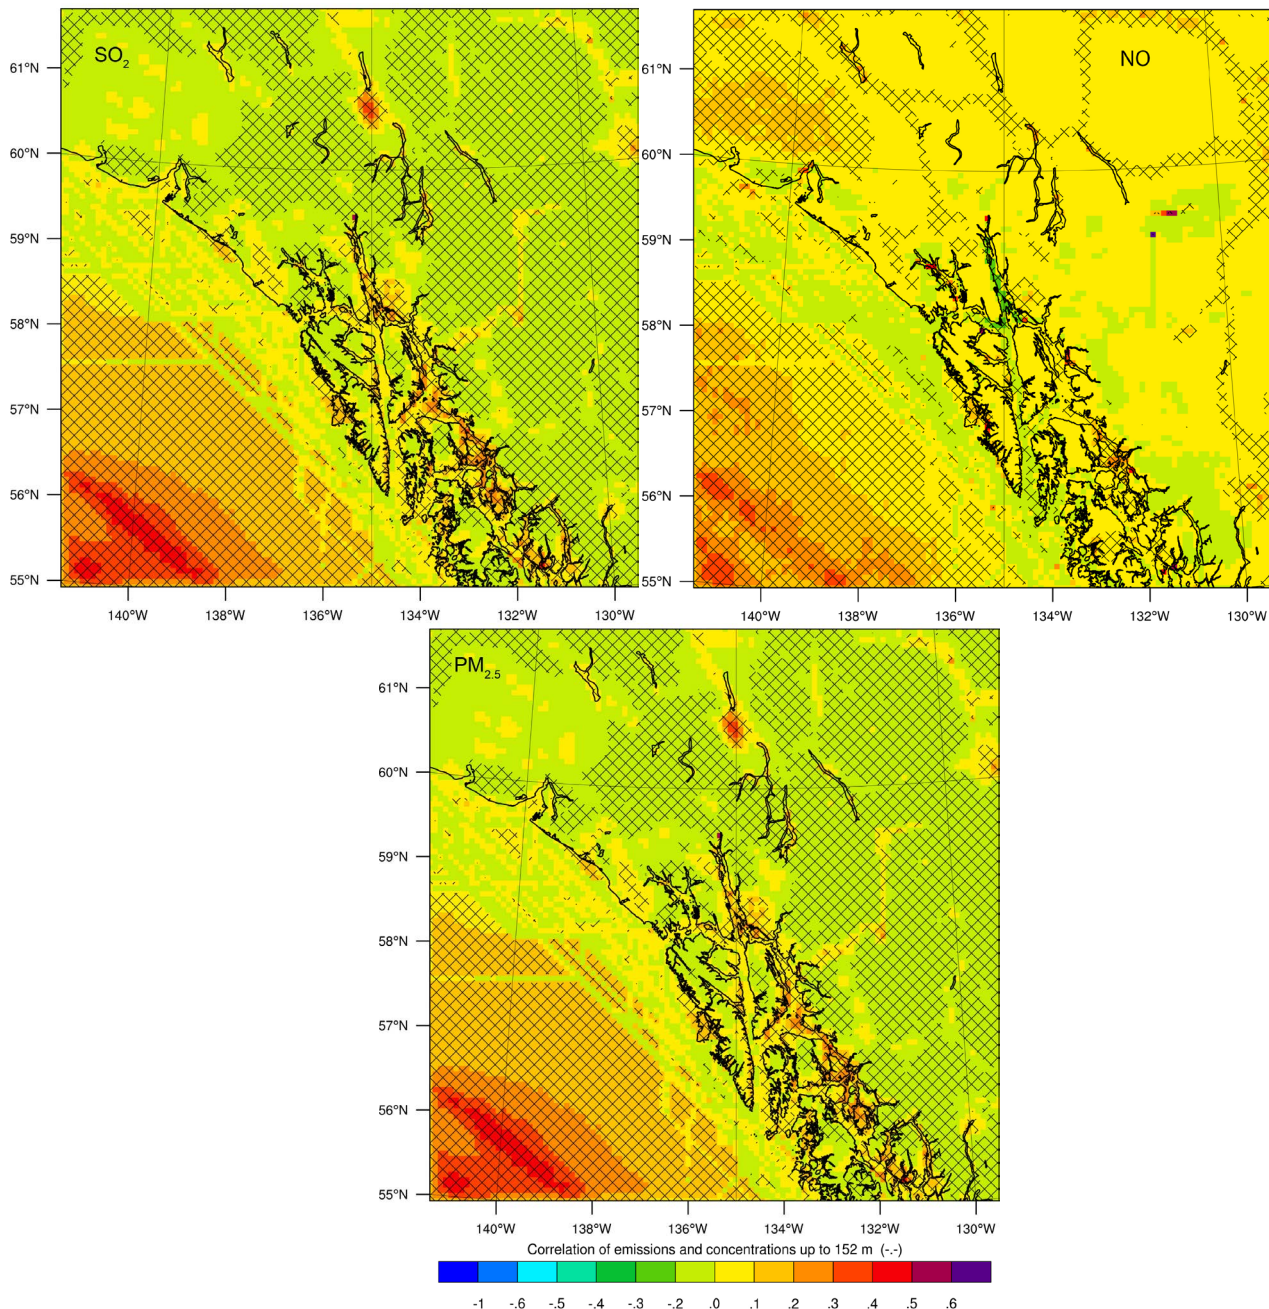 SO2
61°N
60°N
59°N
58°N
57°N
56°N
55°N
140°W 138°W 136°W 134°W 132°W 130°W
NO
61°N
60°N
59°N
58°N
57°N
56°N
55°N
140°W 138°W 136°W 134°W 132°W 130°W
PM2.5
61°N
60°N
59°N
58°N
57°N
56°N
55°N
140°W 138°W 136°W 134°W 132°W 130°W
Correlation of emissions and concentrations up to 152 m (-.-)
-1 -.6 -.5 -.4 -.3 -.2 .0 .1 .2 .3 .4 .5 .6